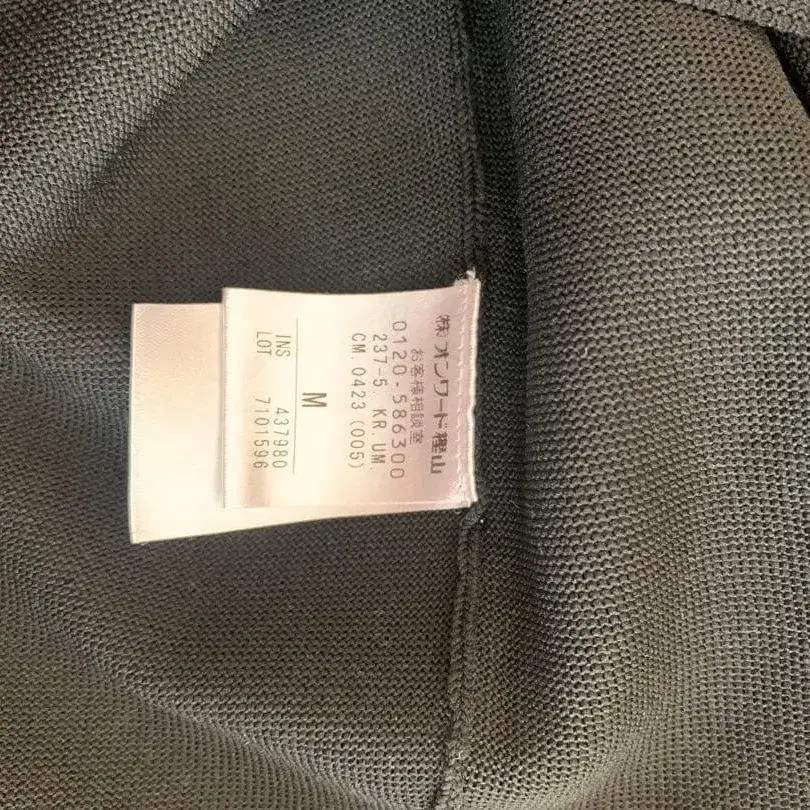 (株)オンワード樫山
お客様相談室
0120-586300
237-5. KR.UM.
CM.0423 (005)
M
INS 437980
LOT 7101596